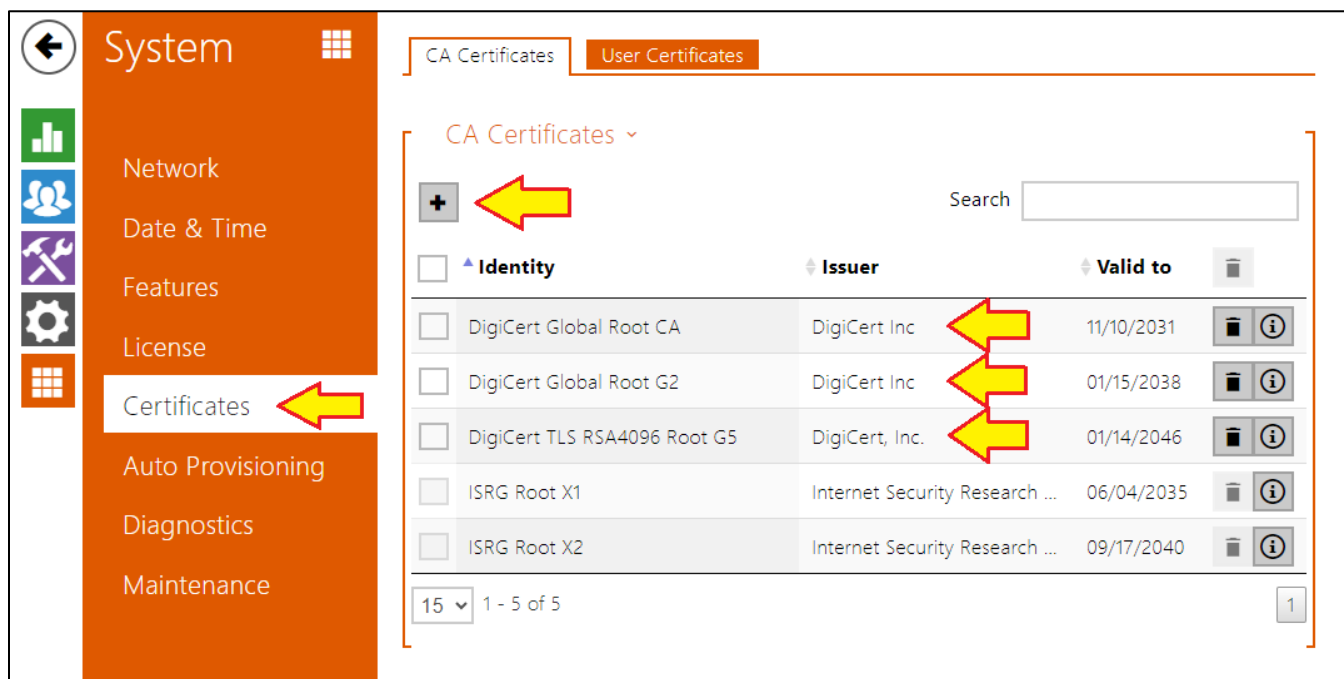 System
Network
Date & Time
Features
License
Certificates
Auto Provisioning
Diagnostics
Maintenance
CA Certificates User Certificates
CA Certificates
Search
Identity Issuer Valid to
DigiCert Global Root CA DigiCert Inc 11/10/2031
DigiCert Global Root G2 DigiCert Inc 01/15/2038
DigiCert TLS RSA4096 Root G5 DigiCert, Inc. 01/14/2046
ISRG Root X1 Internet Security Research ... 06/04/2035
ISRG Root X2 Internet Security Research ... 09/17/2040
15 1 - 5 of 5 1